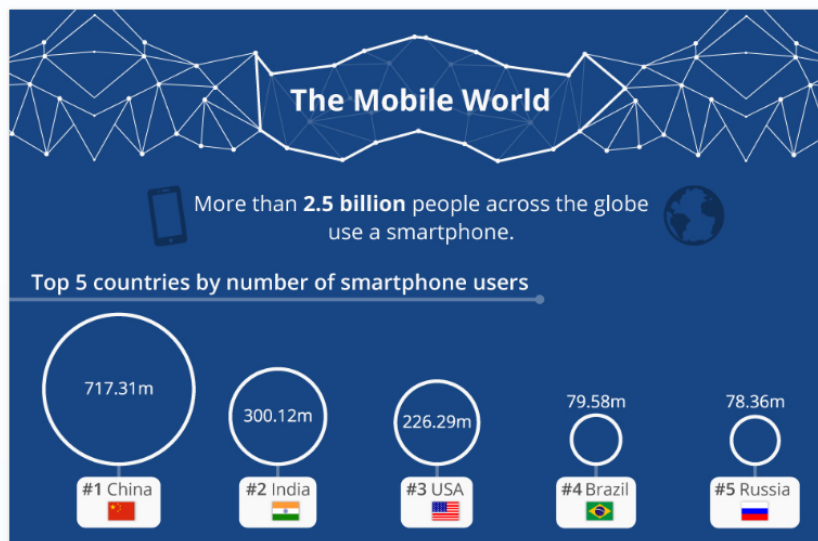 The Mobile World
More than 2.5 billion people across the globe
use a smartphone.
Top 5 countries by number of smartphone users
717.31m
300.12m
226.29m
79.58m
78.36m
#1 China
#2 India
#3 USA
#4 Brazil
#5 Russia